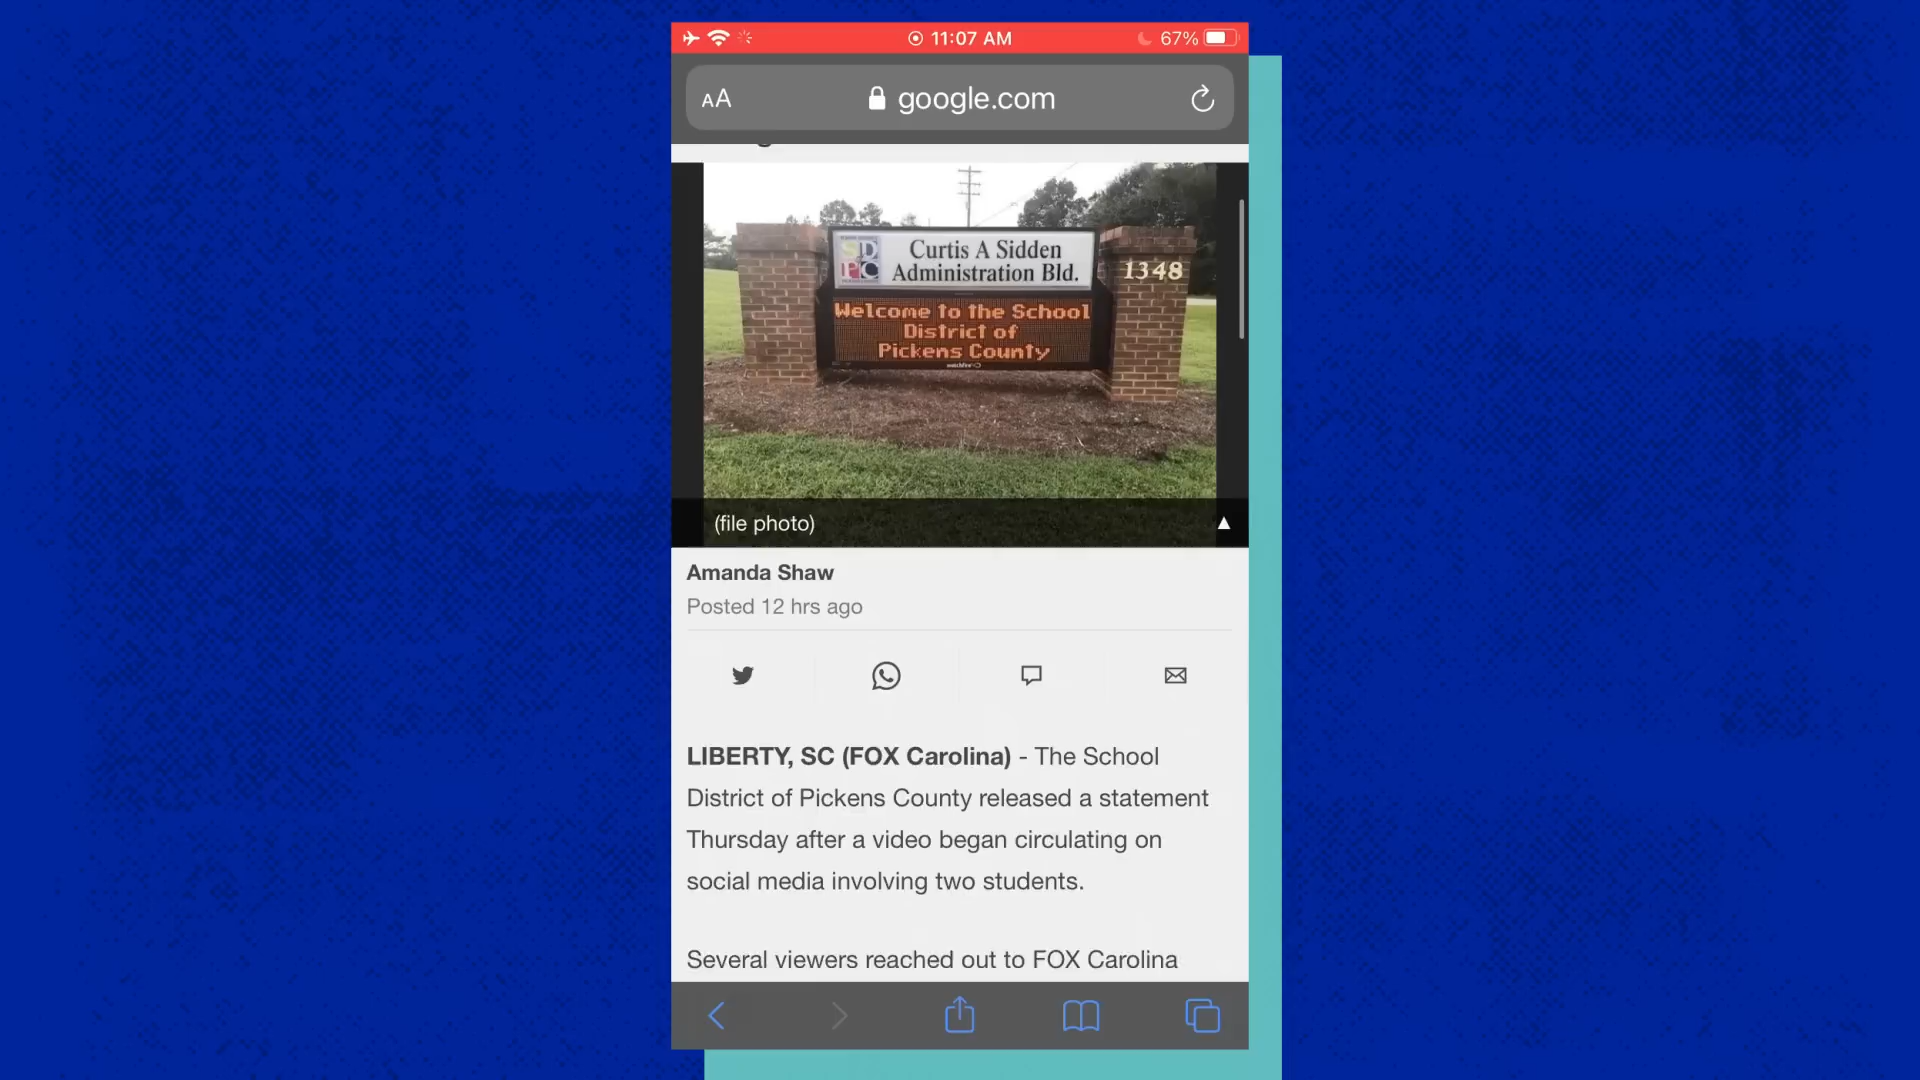 11:07 AM
67%
AA
google.com
SD
PC
Curtis A Sidden
Administration Bld.
1348
Welcome to the School
District of
Pickens County
(file photo)
Amanda Shaw
Posted 12 hrs ago
LIBERTY, SC (FOX Carolina) - The School
District of Pickens County released a statement
Thursday after a video began circulating on
social media involving two students.
Several viewers reached out to FOX Carolina